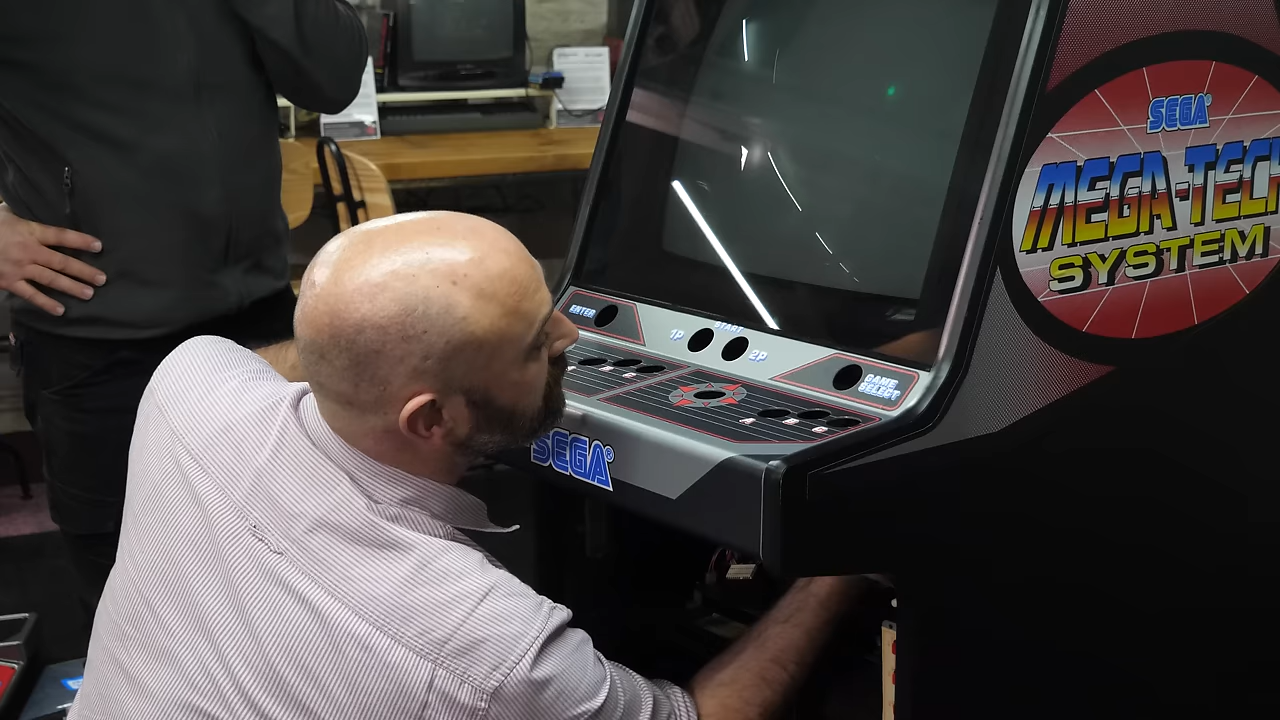 SEGA®
MEGA-TECH
SYSTEM
ENTER
START
1P
2P
GAME
SELECT
A
B
C
SEGA®